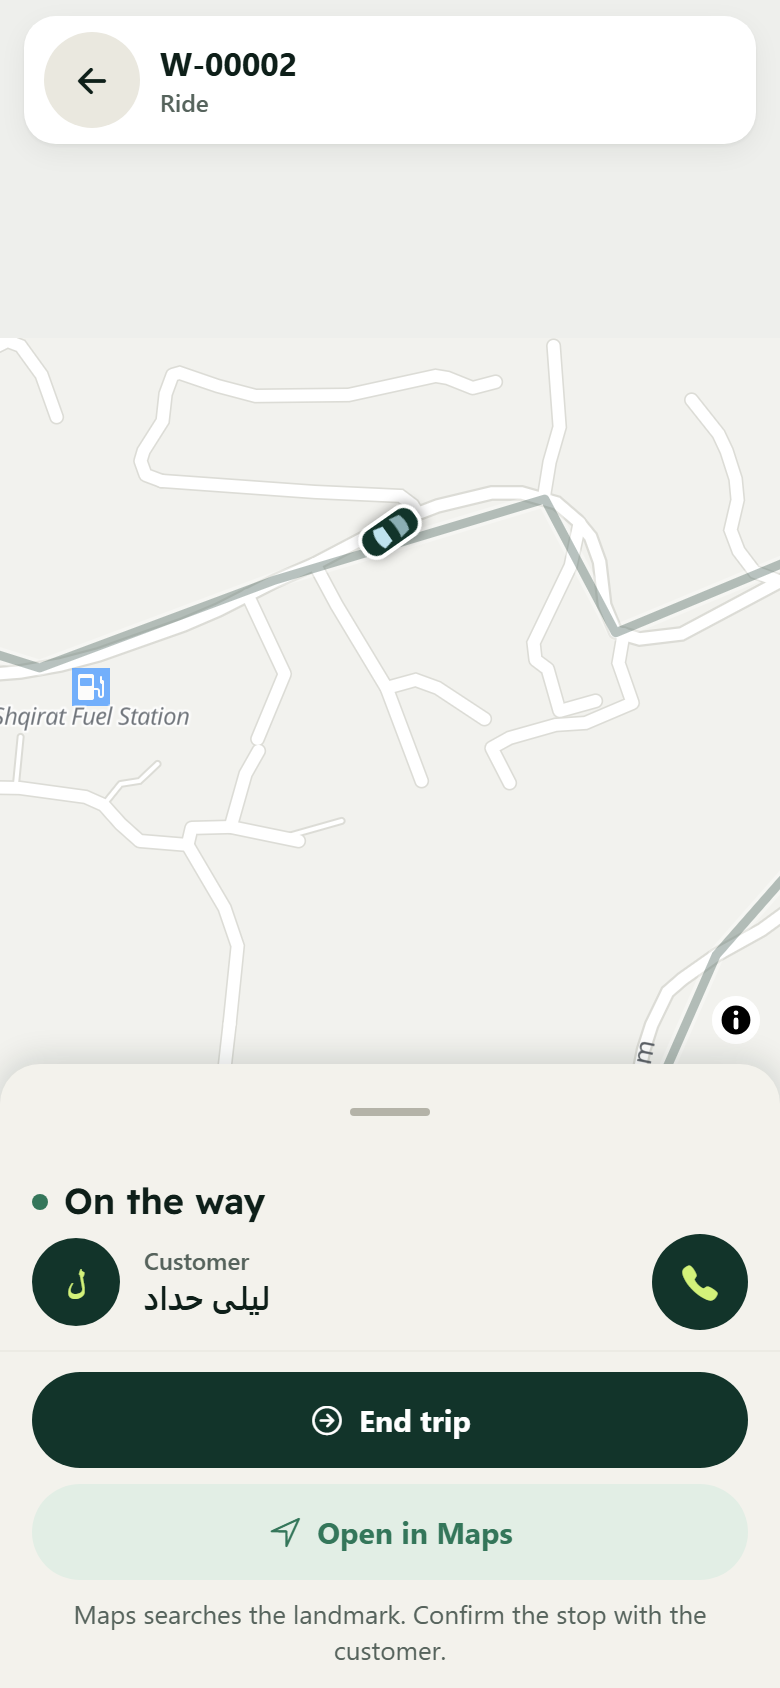 W-00002
Ride
Shqirat Fuel Station
m
On the way
ل
Customer
ليلى حداد
End trip
Open in Maps
Maps searches the landmark. Confirm the stop with the
customer.